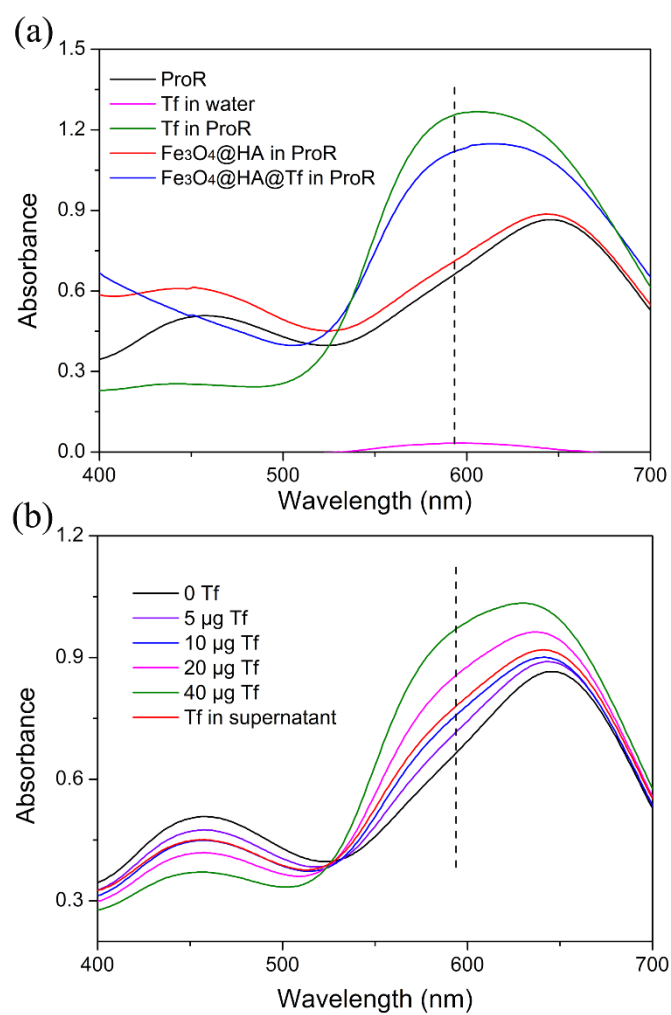 (a)
1.5
1.2
0.9
0.6
0.3
0.0
Absorbance
ProR
Tf in water
Tf in ProR
Fe₃O₄@HA in ProR
Fe₃O₄@HA@Tf in ProR
400 500 600 700
Wavelength (nm)
(b)
1.2
0.9
0.6
0.3
Absorbance
0 Tf
5 μg Tf
10 μg Tf
20 μg Tf
40 μg Tf
Tf in supernatant
400 500 600 700
Wavelength (nm)